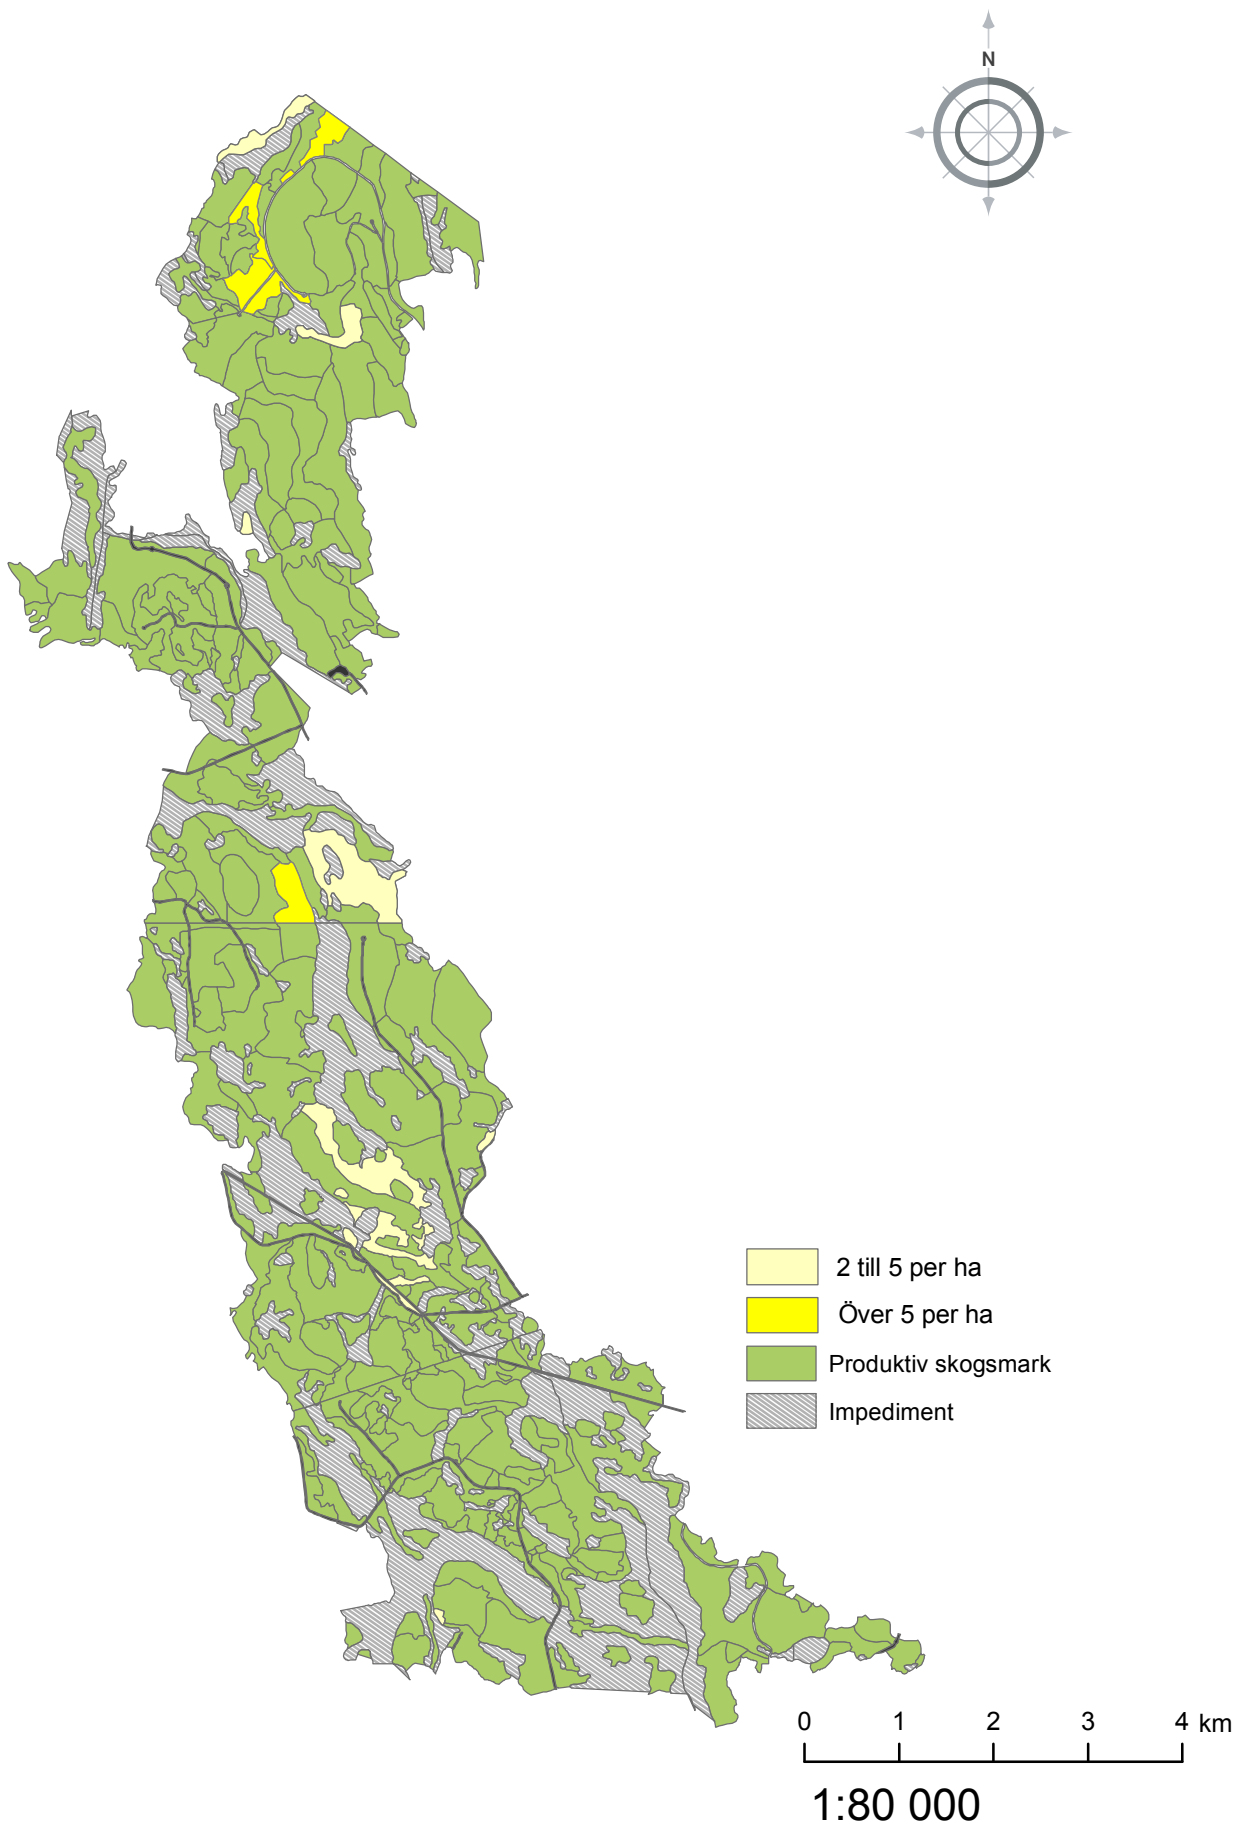 N
2 till 5 per ha
Över 5 per ha
Produktiv skogsmark
Impediment
0 1 2 3 4 km
1:80 000